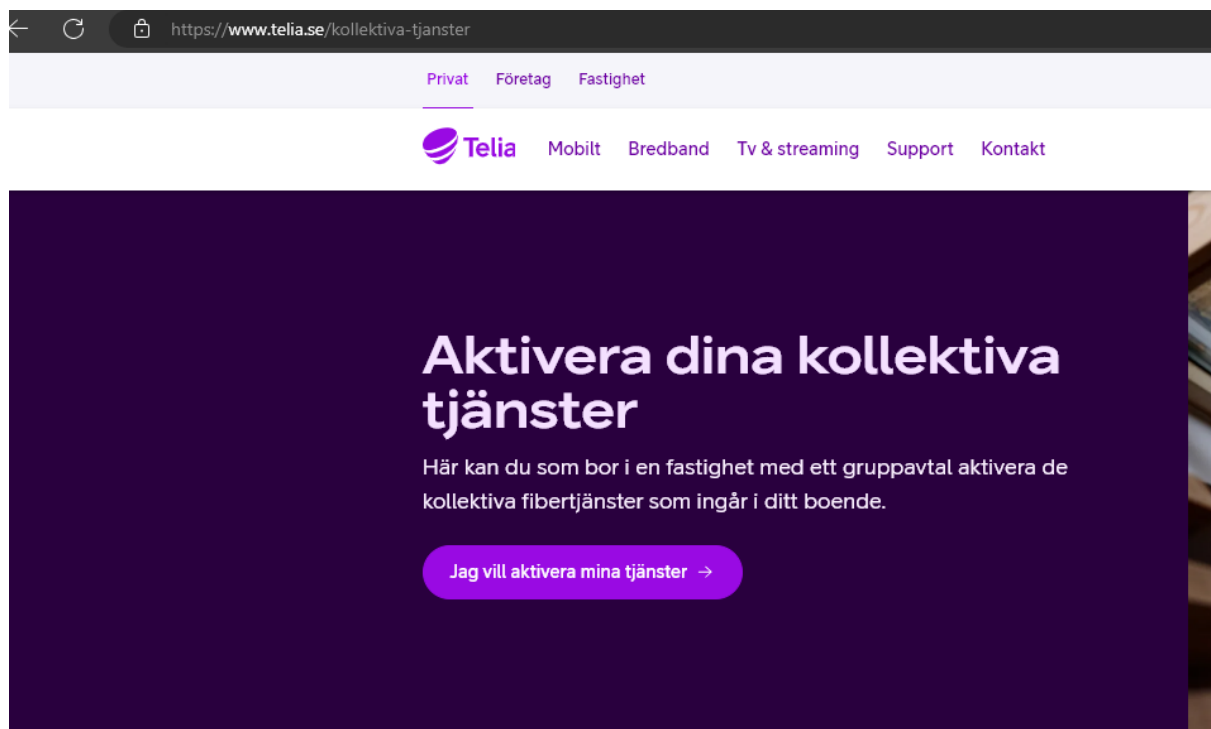 https://www.telia.se/kollektiva-tjanster
Privat Företag Fastighet
Telia Mobilt Bredband Tv & streaming Support Kontakt
Aktivera dina kollektiva
tjänster
Här kan du som bor i en fastighet med ett gruppavtal aktivera de
kollektiva fibertjänster som ingår i ditt boende.
Jag vill aktivera mina tjänster →